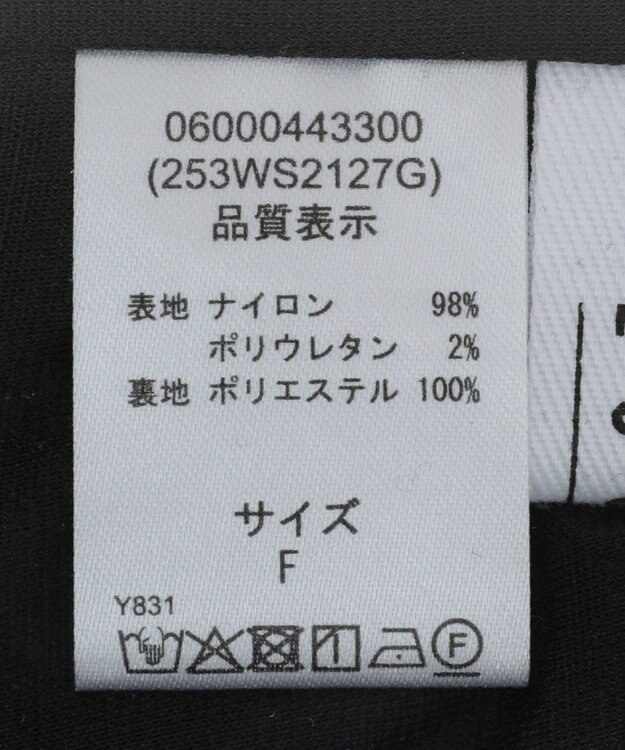 06000443300
(253WS2127G)
品質表示
表地 ナイロン 98%
ポリウレタン 2%
裏地 ポリエステル 100%
サイズ
F
Y831
F